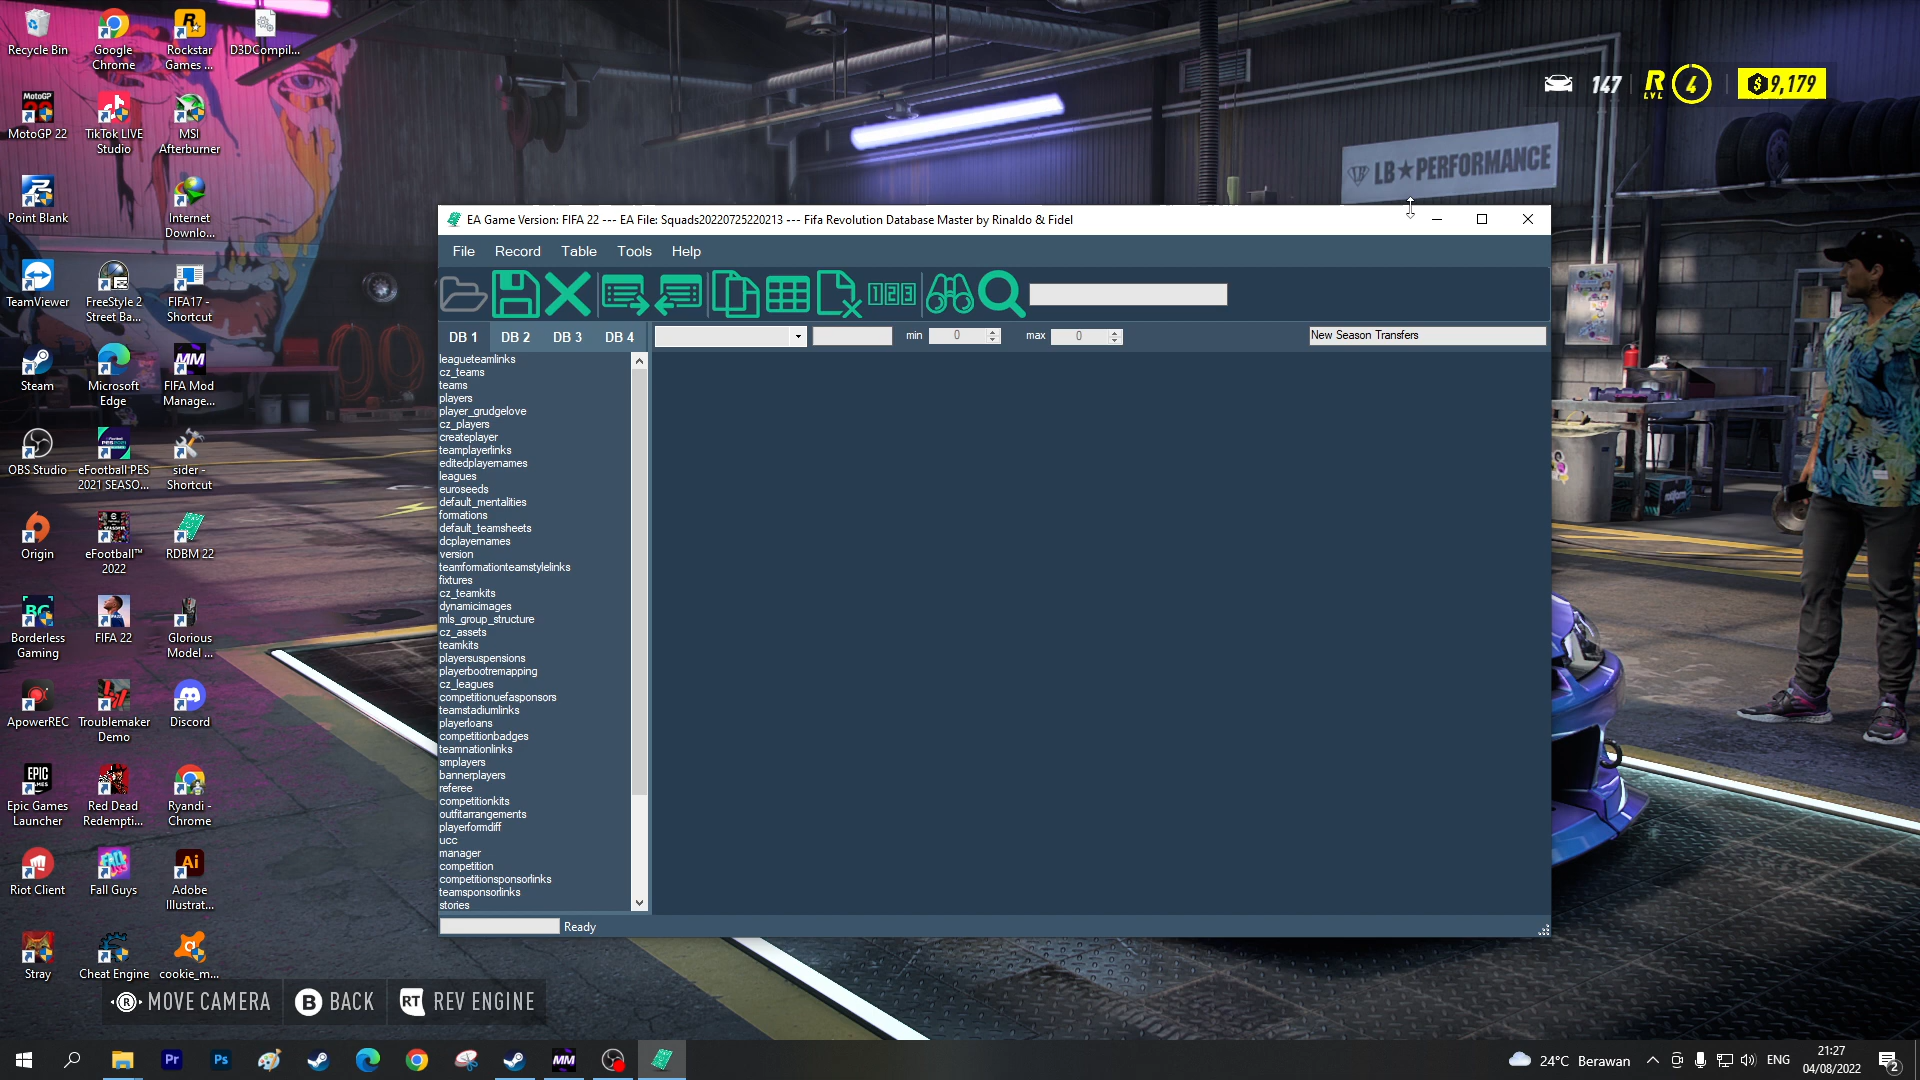 Recycle Bin
Google
Chrome
Rockstar
Games ...
D3DCompil...
MotoGP 22
TikTok LIVE
Studio
MSI
Afterburner
Point Blank
Internet
Downlo...
TeamViewer
FreeStyle 2
Street Ba...
FIFA17 -
Shortcut
Steam
Microsoft
Edge
FIFA Mod
Manage...
OBS Studio
eFootball PES
2021 SEASO...
sider -
Shortcut
Origin
eFootball™
2022
RDBM 22
Borderless
Gaming
FIFA 22
Glorious
Model ...
ApowerREC
Troublemaker
Demo
Discord
Epic Games
Launcher
Red Dead
Redempti...
Ryandi -
Chrome
Riot Client
Fall Guys
Adobe
Illustrat...
Stray
Cheat Engine
cookie_m...
147
R LVL 4
9,179
LB★PERFORMANCE
EA Game Version: FIFA 22 --- EA File: Squads20220725220213 --- Fifa Revolution Database Master by Rinaldo & Fidel
File Record Table Tools Help
123
DB 1 DB 2 DB 3 DB 4
min 0 max 0
New Season Transfers
leagueteamlinks
cz_teams
teams
players
player_grudgelove
cz_players
createplayer
teamplayerlinks
editedplayernames
leagues
euroseeds
default_mentalities
formations
default_teamsheets
dcplayernames
version
teamformationteamstylelinks
fixtures
cz_teamkits
dynamicimages
mls_group_structure
cz_assets
teamkits
playersuspensions
playerbootremapping
cz_leagues
competitionuefasponsors
teamstadiumlinks
playerloans
competitionbadges
teamnationlinks
smplayers
bannerplayers
referee
competitionkits
outfitarrangements
playerformdiff
ucc
manager
competition
competitionsponsorlinks
teamsponsorlinks
stories
Ready
R MOVE CAMERA
B BACK
RT REV ENGINE
Pr
Ps
MM
24°C Berawan
ENG
21:27
04/08/2022
2